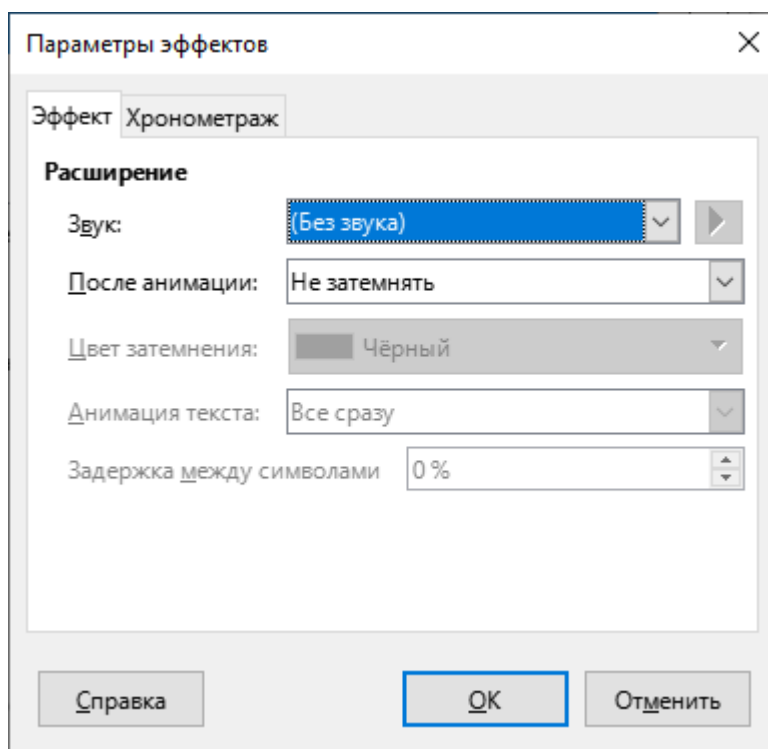 Параметры эффектов
Эффект Хронометраж
Расширение
Звук: (Без звука)
После анимации: Не затемнять
Цвет затемнения: Чёрный
Анимация текста: Все сразу
Задержка между символами 0 %
Справка OK Отменить